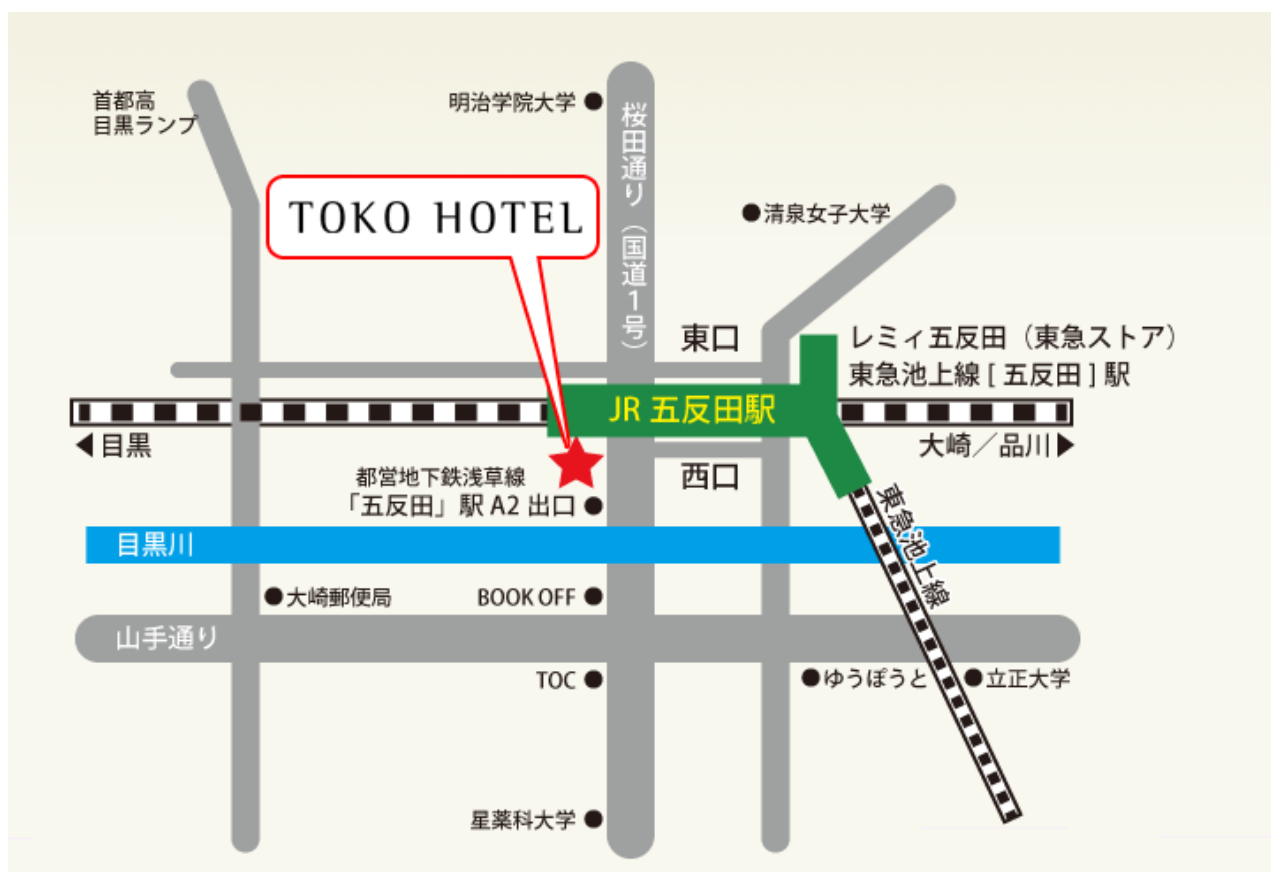 首都高
目黒ランプ
明治学院大学
桜田通り（国道1号）
TOKO HOTEL
清泉女子大学
東口
レミィ五反田（東急ストア）
東急池上線 [ 五反田 ] 駅
JR 五反田駅
目黒
大崎／品川
西口
都営地下鉄浅草線
「五反田」駅 A2 出口
東急池上線
目黒川
大崎郵便局
BOOK OFF
山手通り
TOC
ゆうぽうと
立正大学
星薬科大学